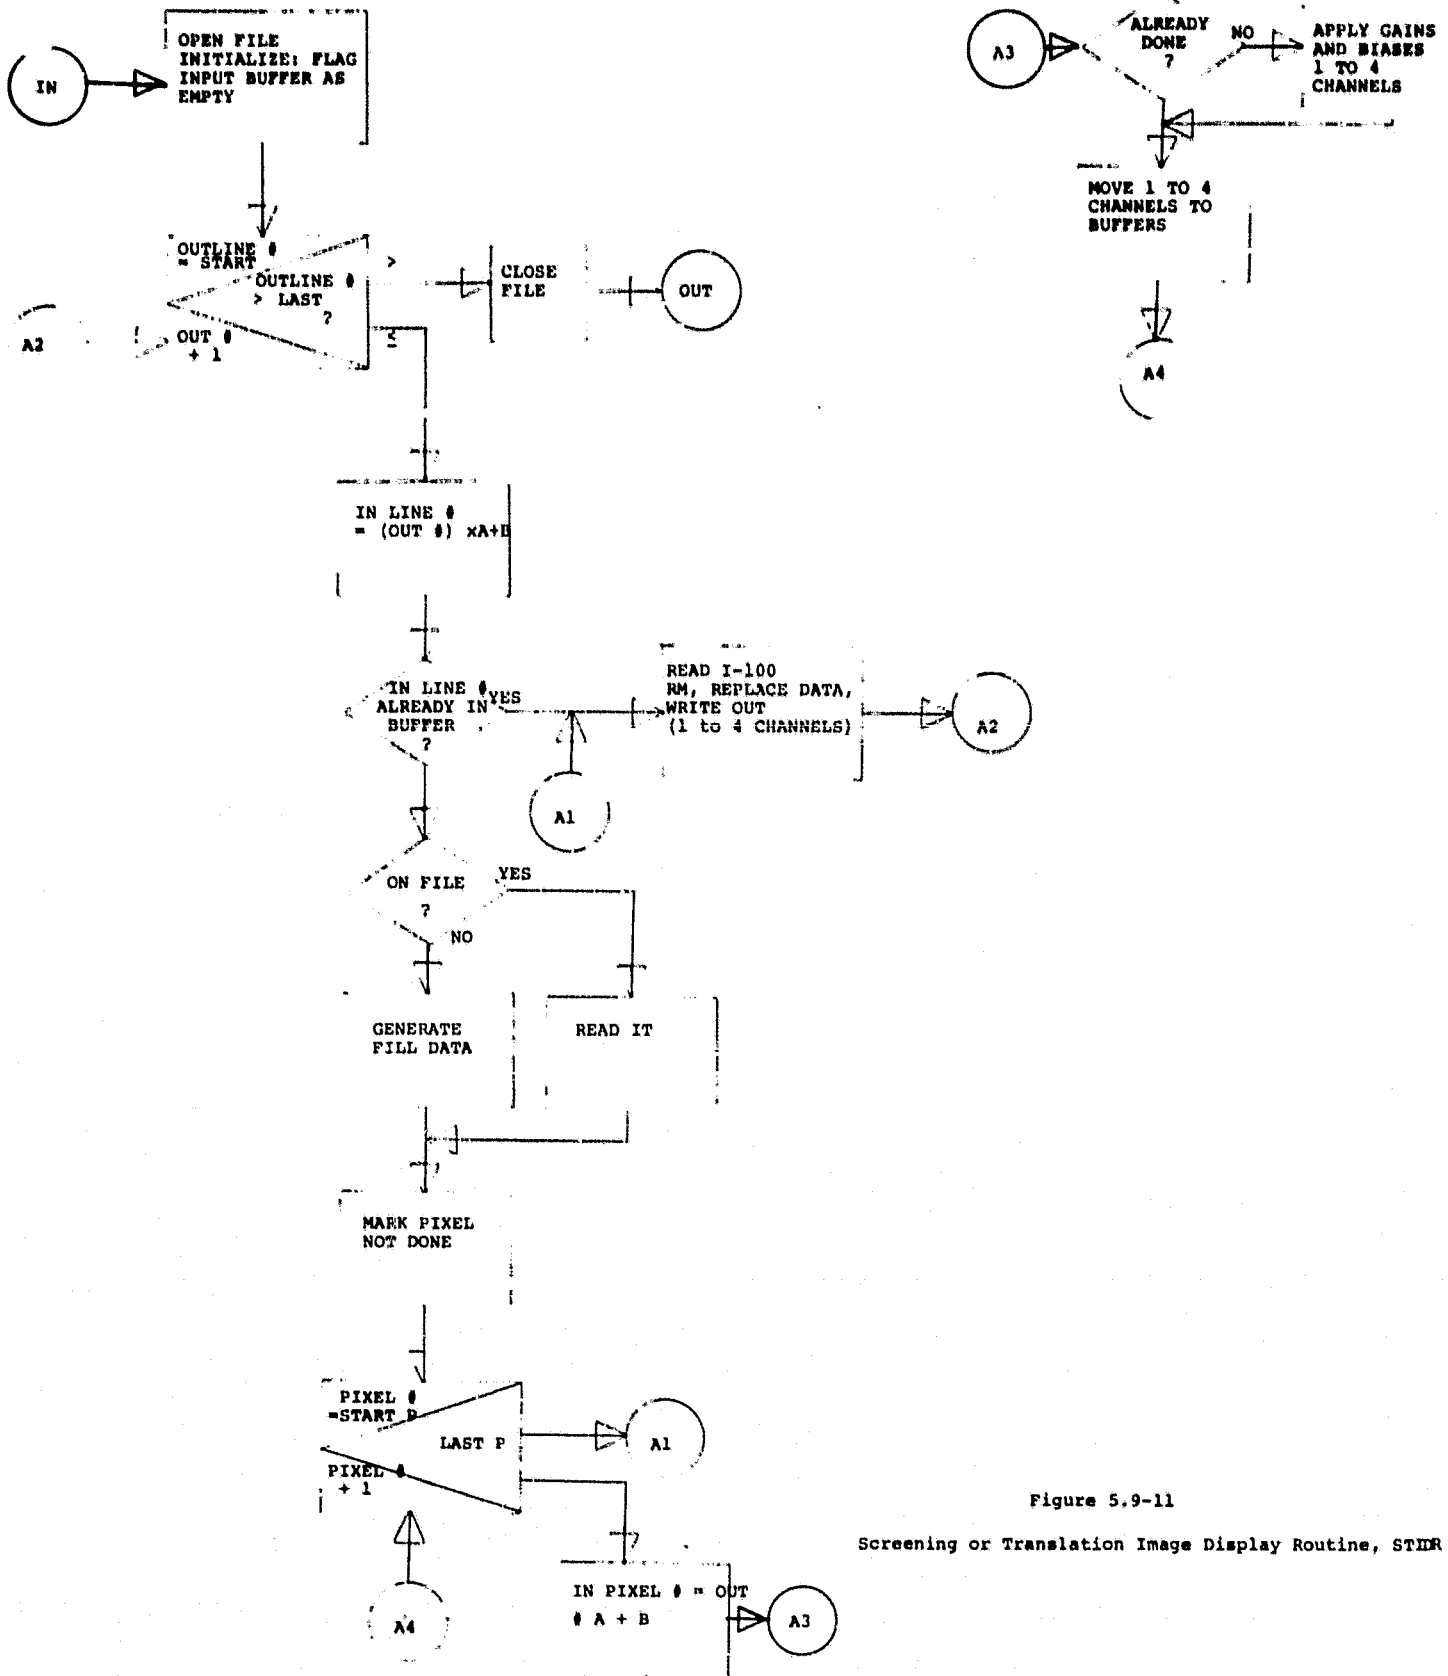 IN
OPEN FILE
INITIALIZE: FLAG
INPUT BUFFER AS
EMPTY
OUTLINE #
= START
OUTLINE #
> LAST
?
OUT #
+ 1
A2
>
≤
CLOSE
FILE
OUT
IN LINE #
= (OUT #) xA+B
IN LINE #
ALREADY IN
BUFFER
?
YES
READ I-100
RM, REPLACE DATA,
WRITE OUT
(1 to 4 CHANNELS)
A2
A1
ON FILE
?
YES
NO
GENERATE
FILL DATA
READ IT
MARK PIXEL
NOT DONE
PIXEL #
=START P
LAST P
PIXEL #
+ 1
A1
A4
IN PIXEL # = OUT
# A + B
A3
A3
ALREADY
DONE
?
NO
APPLY GAINS
AND BIASES
1 TO 4
CHANNELS
MOVE 1 TO 4
CHANNELS TO
BUFFERS
A4
Figure 5.9-11
Screening or Translation Image Display Routine, STIDR